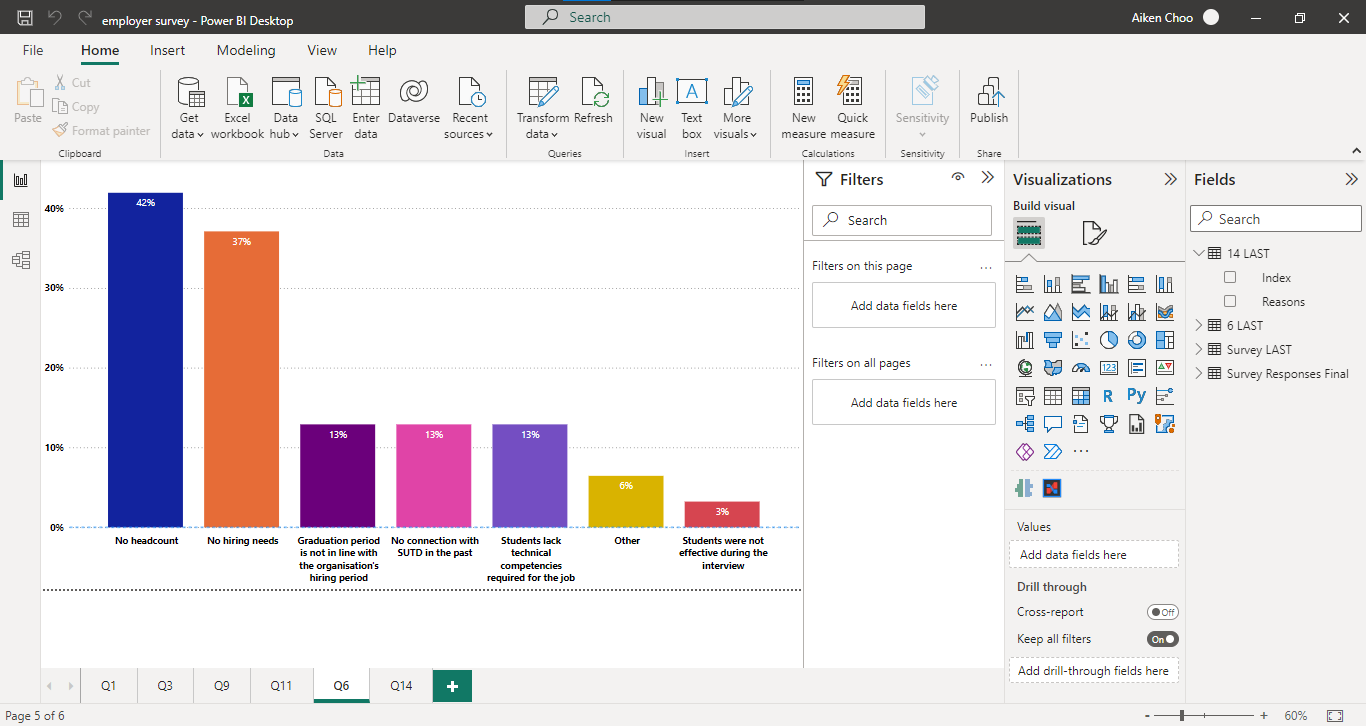 employer survey - Power BI Desktop
Search
Aiken Choo
File Home Insert Modeling View Help
Paste
Cut
Copy
Format painter
Clipboard
Get data
Excel workbook
Data hub
SQL Server
Enter data
Dataverse
Recent sources
Data
Transform data
Refresh
Queries
New visual
Text box
More visuals
Insert
New measure
Quick measure
Calculations
Sensitivity
Sensitivity
Publish
Share
40%
30%
20%
10%
0%
42%
37%
13%
13%
13%
6%
3%
No headcount
No hiring needs
Graduation period
is not in line with
the organisation's
hiring period
No connection with
SUTD in the past
Students lack
technical
competencies
required for the job
Other
Students were not
effective during the
interview
Filters
Search
Filters on this page
...
Add data fields here
Filters on all pages
...
Add data fields here
Visualizations
Build visual
123
R
Py
...
Values
Add data fields here
Drill through
Cross-report
Off
Keep all filters
On
Add drill-through fields here
Fields
Search
14 LAST
Index
Reasons
6 LAST
Survey LAST
Survey Responses Final
Q1 Q3 Q9 Q11 Q6 Q14 +
Page 5 of 6
- + 60%